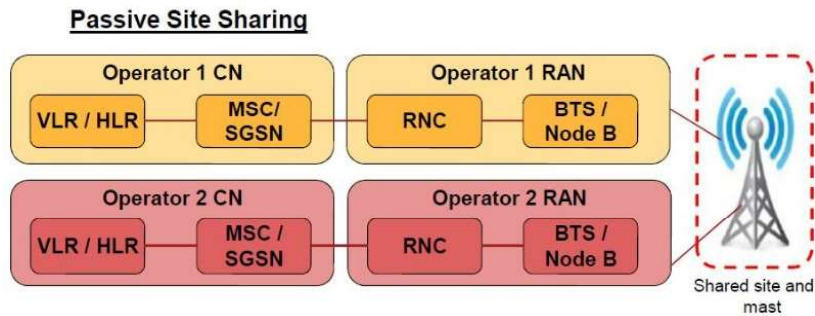 Passive Site Sharing
Operator 1 CN
Operator 1 RAN
VLR / HLR
MSC/
SGSN
RNC
BTS /
Node B
Operator 2 CN
Operator 2 RAN
VLR / HLR
MSC /
SGSN
RNC
BTS /
Node B
Shared site and
mast